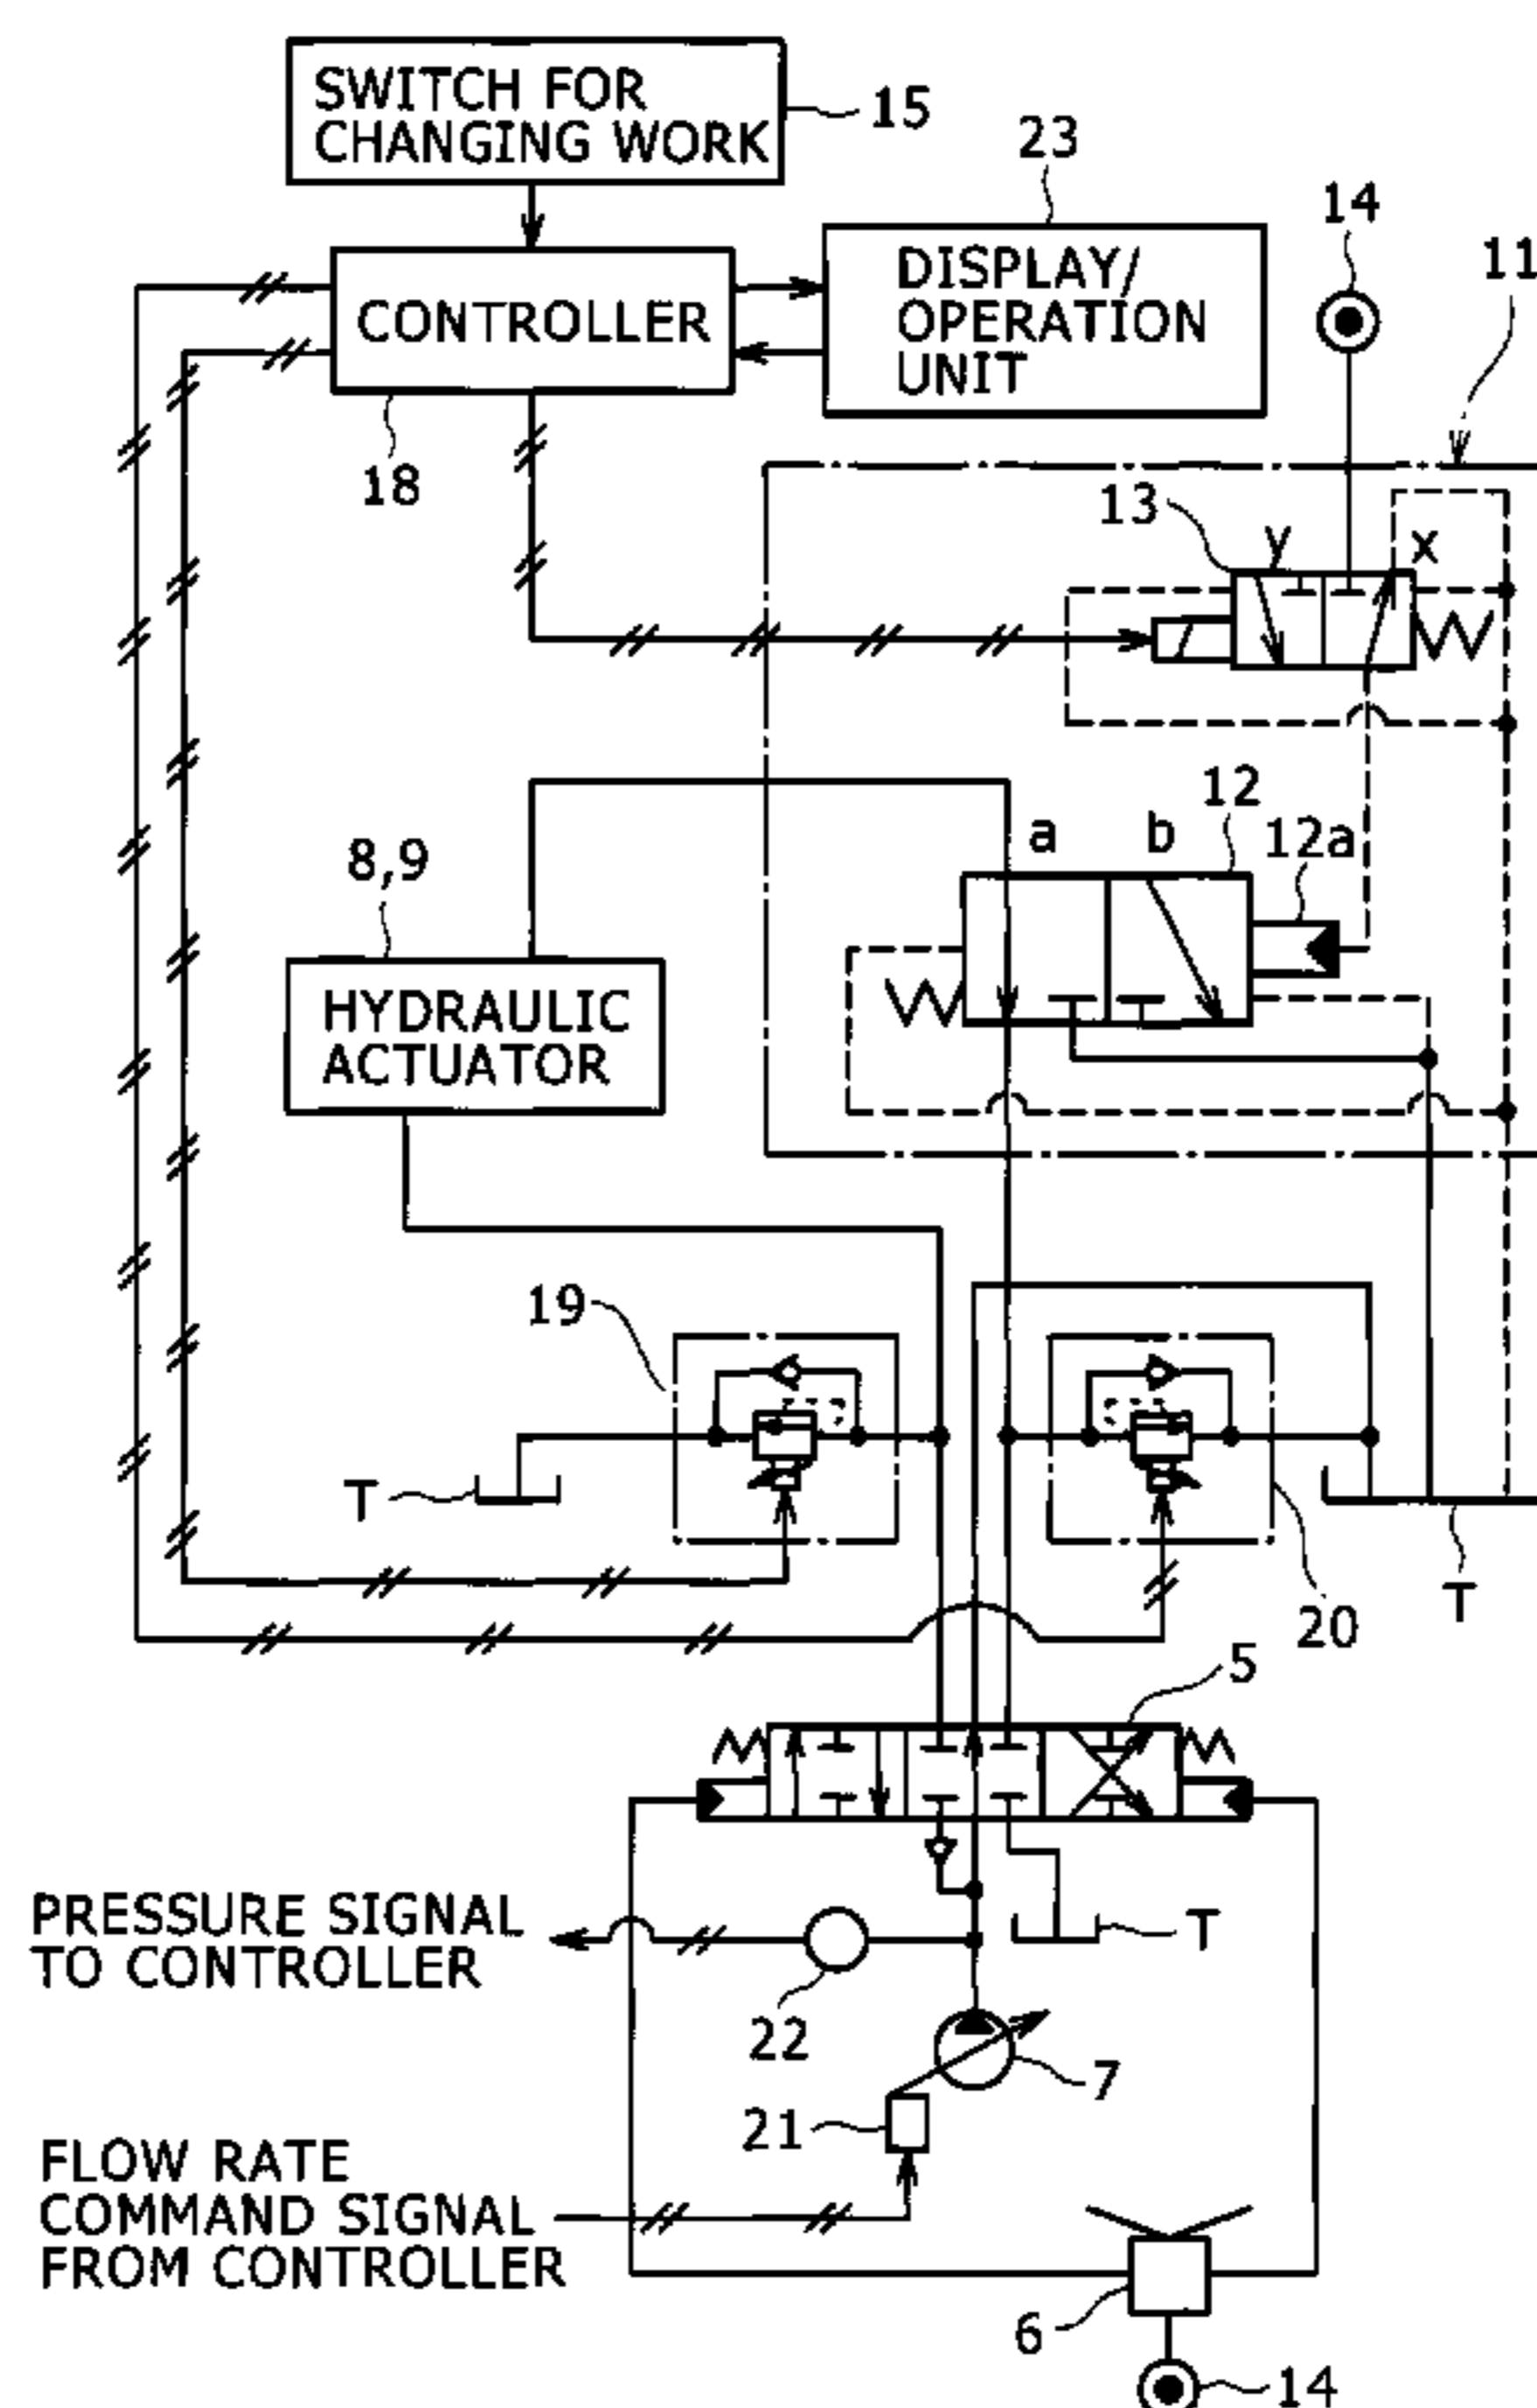 SWITCH FOR
CHANGING WORK
15
23
14
11
DISPLAY/
OPERATION
UNIT
CONTROLLER
18
13
y
x
12
12a
a
b
8,9
HYDRAULIC
ACTUATOR
19
T
20
T
5
PRESSURE SIGNAL
TO CONTROLLER
T
22
7
21
FLOW RATE
COMMAND SIGNAL
FROM CONTROLLER
6
14